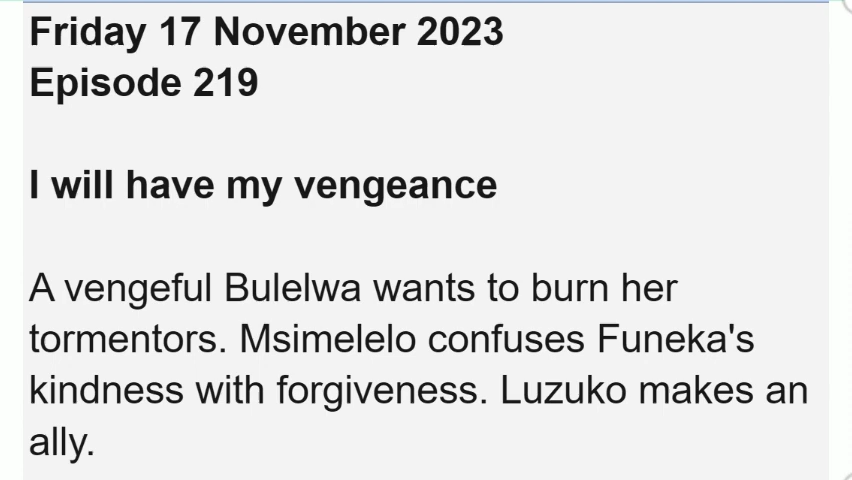 Friday 17 November 2023
Episode 219
I will have my vengeance
A vengeful Bulelwa wants to burn her
tormentors. Msimelelo confuses Funeka's
kindness with forgiveness. Luzuko makes an
ally.